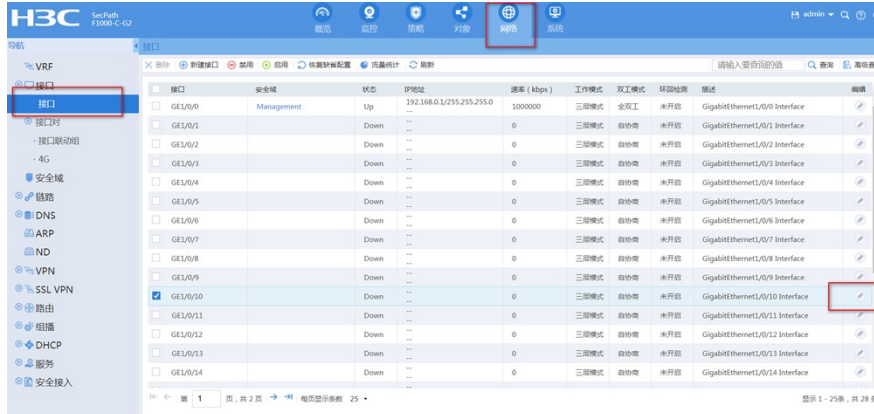 H3C SecPath F1000-C-G2
概览 监控 策略 对象 网络 系统
admin
导航
接口
VRF
接口
接口
接口对
接口联动组
4G
安全域
链路
DNS
ARP
ND
VPN
SSL VPN
路由
组播
DHCP
服务
安全接入
删除 新建接口 禁用 启用 恢复缺省配置 流量统计 刷新 请输入要查询的值 查询 高级查
接口 安全域 状态 IP地址 速率(kbps) 工作模式 双工模式 环回检测 描述 编辑
GE1/0/0 Management Up 192.168.0.1/255.255.255.0 -- 1000000 三层模式 全双工 未开启 GigabitEthernet1/0/0 Interface
GE1/0/1 Down -- -- 0 三层模式 自协商 未开启 GigabitEthernet1/0/1 Interface
GE1/0/2 Down -- -- 0 三层模式 自协商 未开启 GigabitEthernet1/0/2 Interface
GE1/0/3 Down -- -- 0 三层模式 自协商 未开启 GigabitEthernet1/0/3 Interface
GE1/0/4 Down -- -- 0 三层模式 自协商 未开启 GigabitEthernet1/0/4 Interface
GE1/0/5 Down -- -- 0 三层模式 自协商 未开启 GigabitEthernet1/0/5 Interface
GE1/0/6 Down -- -- 0 三层模式 自协商 未开启 GigabitEthernet1/0/6 Interface
GE1/0/7 Down -- -- 0 三层模式 自协商 未开启 GigabitEthernet1/0/7 Interface
GE1/0/8 Down -- -- 0 三层模式 自协商 未开启 GigabitEthernet1/0/8 Interface
GE1/0/9 Down -- -- 0 三层模式 自协商 未开启 GigabitEthernet1/0/9 Interface
GE1/0/10 Down -- -- 0 三层模式 自协商 未开启 GigabitEthernet1/0/10 Interface
GE1/0/11 Down -- -- 0 三层模式 自协商 未开启 GigabitEthernet1/0/11 Interface
GE1/0/12 Down -- -- 0 三层模式 自协商 未开启 GigabitEthernet1/0/12 Interface
GE1/0/13 Down -- -- 0 三层模式 自协商 未开启 GigabitEthernet1/0/13 Interface
GE1/0/14 Down -- -- 0 三层模式 自协商 未开启 GigabitEthernet1/0/14 Interface
第 1 页,共 2 页 每页显示条数 25 显示 1 - 25条,共 28